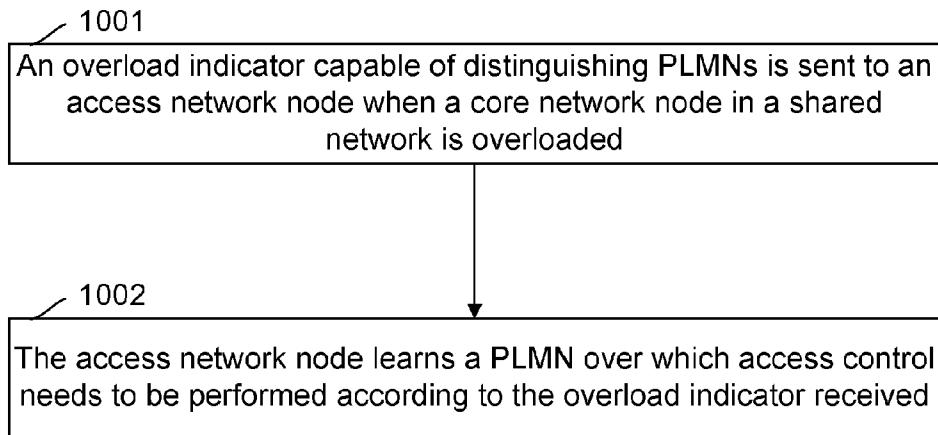 1001
An overload indicator capable of distinguishing PLMNs is sent to an
access network node when a core network node in a shared
network is overloaded
1002
The access network node learns a PLMN over which access control
needs to be performed according to the overload indicator received